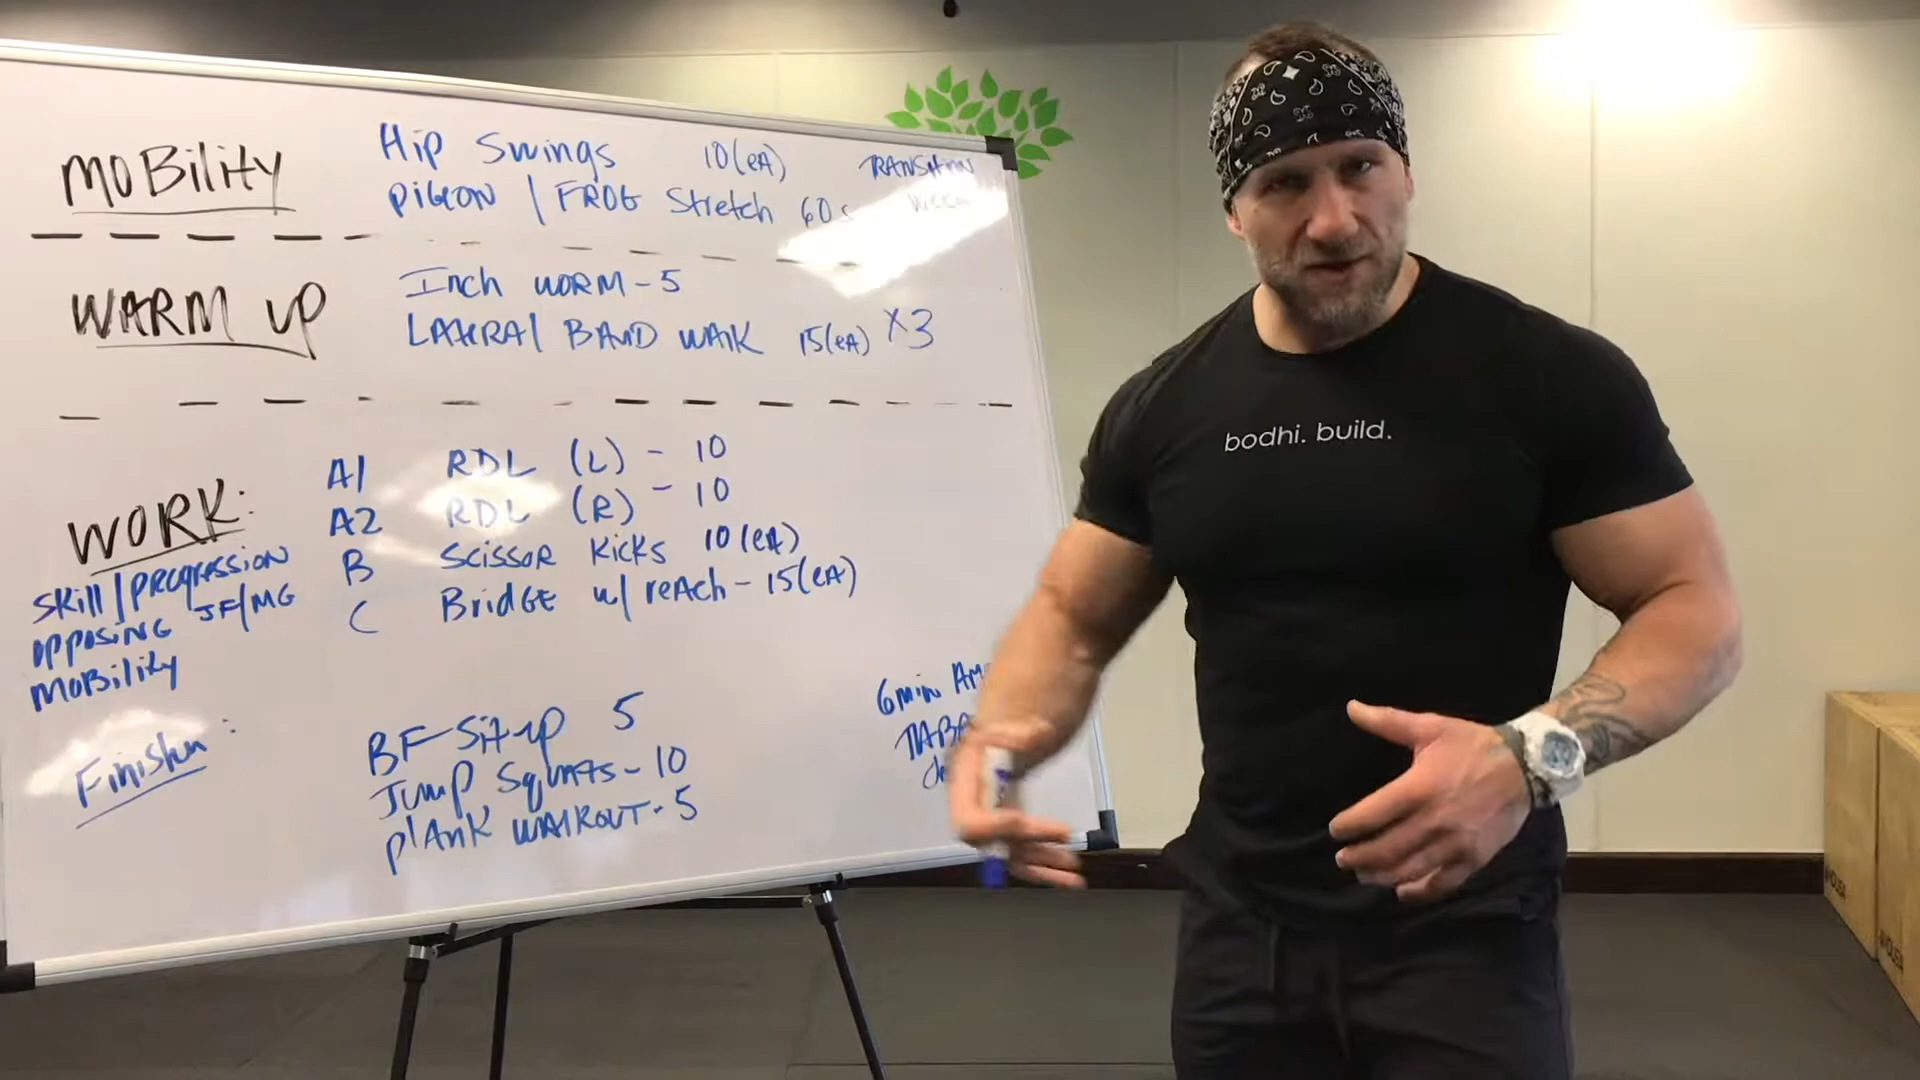 MOBility
Hip Swings 10(eA)
PIGEON / FROG Stretch 60s
TRANSitiON
WARM UP
Inch WORM - 5
LATERAl BAND WAlK 15(eA) X3
WORK:
Skill/PROgRession
OPPOSING JF/MG
MOBility
A1 RDL (L) - 10
A2 RDL (R) - 10
B Scissor Kicks 10(eA)
C BridGE w/ reAch - 15(eA)
Finisher :
BF-Sit-up 5
Jump SquATs - 10
plAnK WAlKOUT - 5
6min
bodhi. build.